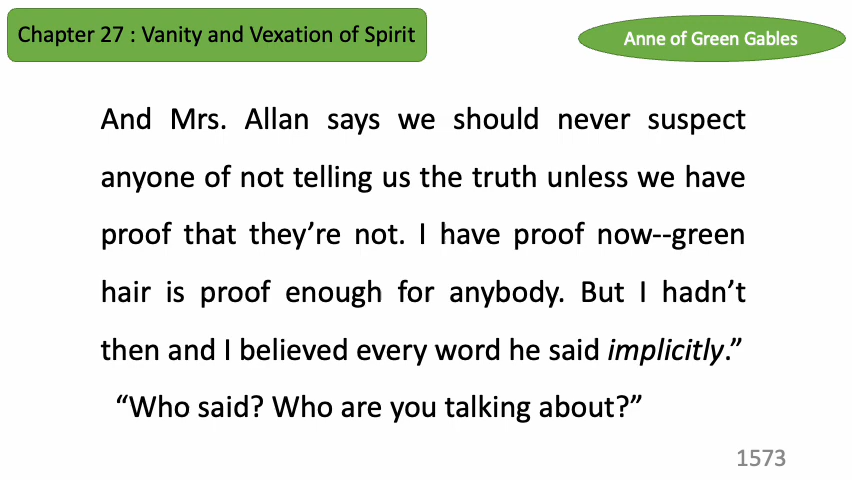 Chapter 27 : Vanity and Vexation of Spirit
Anne of Green Gables
And Mrs. Allan says we should never suspect
anyone of not telling us the truth unless we have
proof that they’re not. I have proof now--green
hair is proof enough for anybody. But I hadn’t
then and I believed every word he said implicitly.”
“Who said? Who are you talking about?”
1573